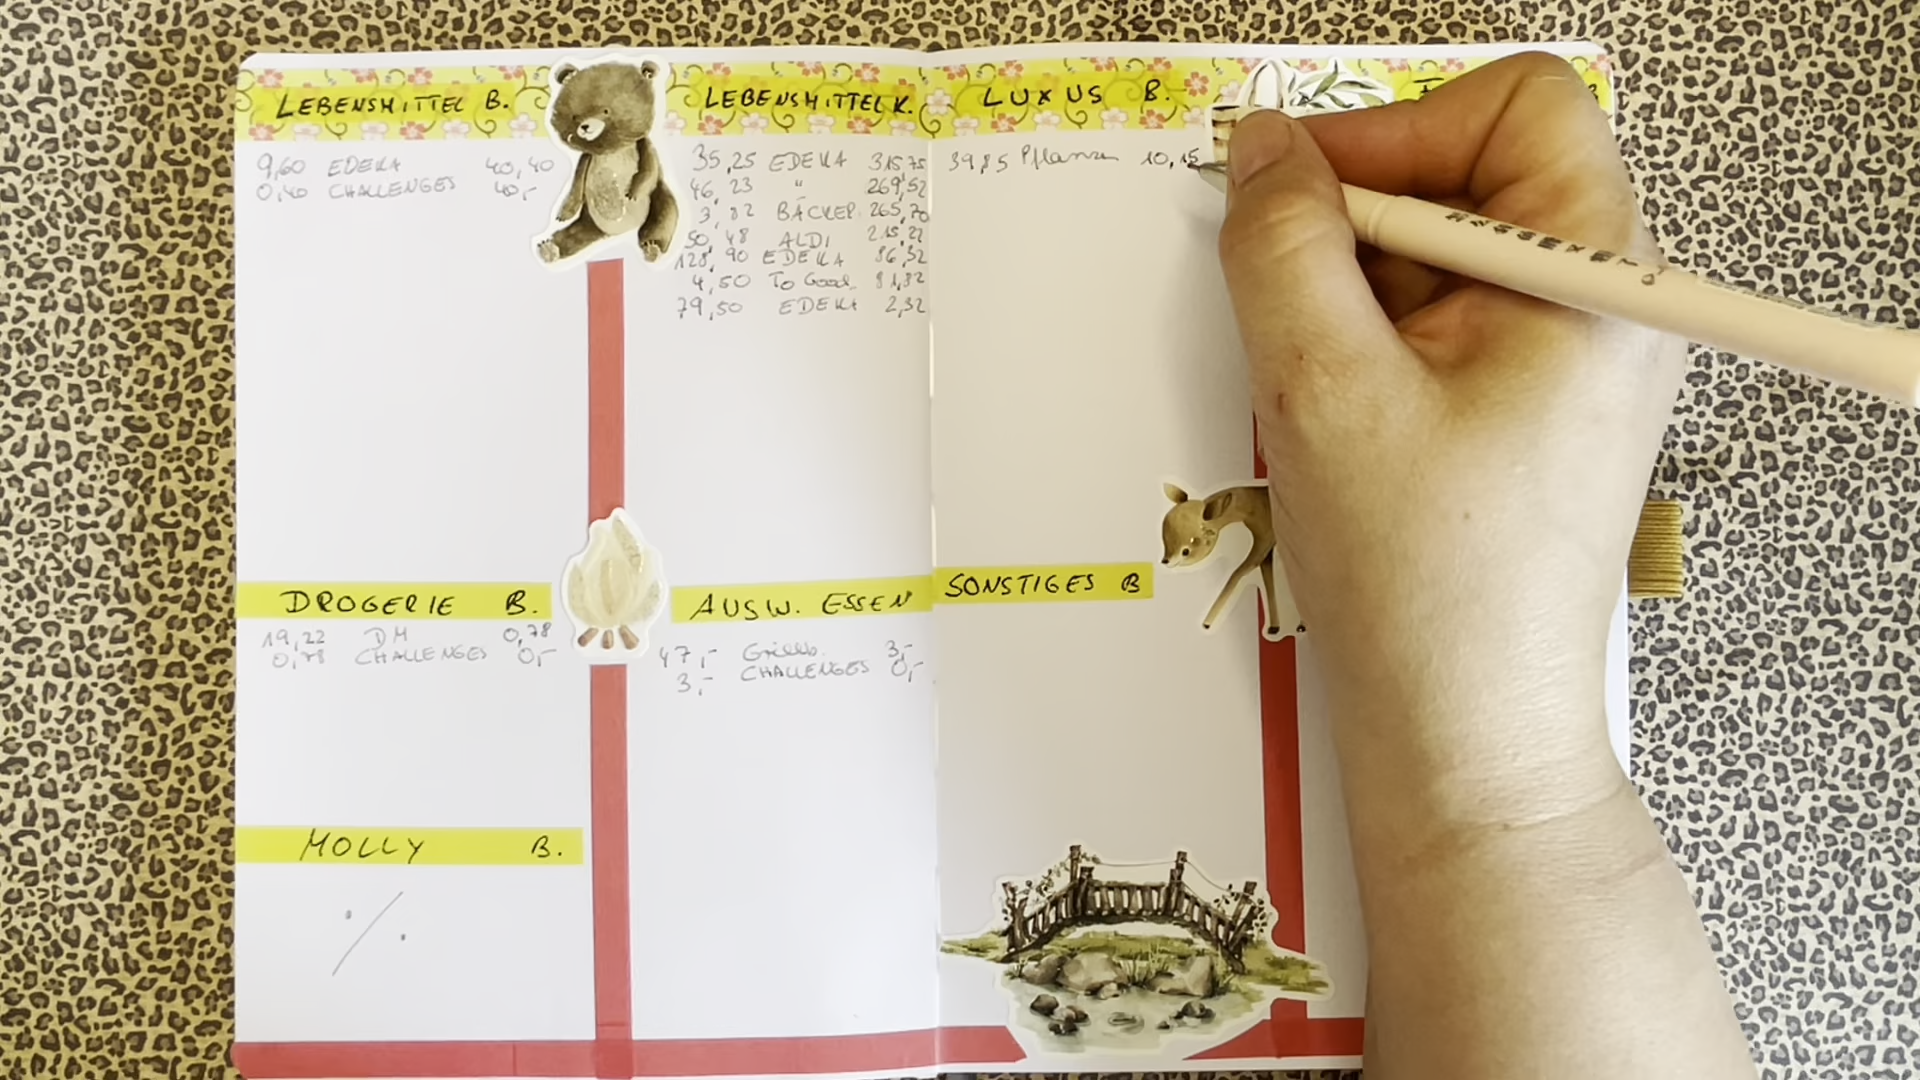 LEBENSMITTEL B.
9,60 EDEKA 40,40
0,40 CHALLENGES 40,-
LEBENSMITTEL K.
35,25 EDEKA 315,75
46,23 " 269,52
3,82 BÄCKER 265,70
50,48 ALDI 215,22
128,90 EDEKA 86,32
4,50 To Good 81,82
79,50 EDEKA 2,32
LUXUS B.
39,85 Pflanzen 10,15
DROGERIE B.
19,22 DM 0,78
0,78 CHALLENGES 0,-
AUSW. ESSEN
47,- 3,-
3,- CHALLENGES 0,-
SONSTIGES B
MOLLY B.